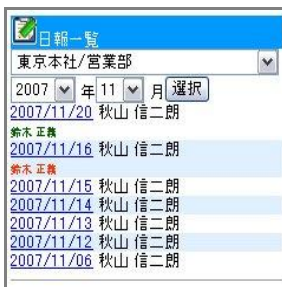 日報一覧
東京本社/営業部
2007 年 11 月 選択
2007/11/20 秋山 信二朗
鈴木 正義
2007/11/16 秋山 信二朗
鈴木 正義
2007/11/15 秋山 信二朗
2007/11/14 秋山 信二朗
2007/11/13 秋山 信二朗
2007/11/12 秋山 信二朗
2007/11/06 秋山 信二朗